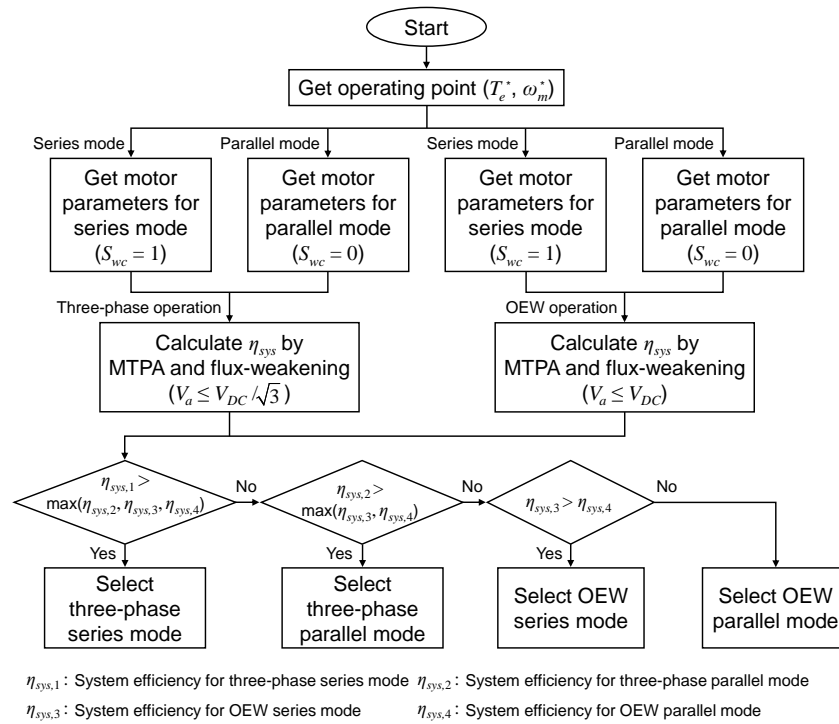 Start
Get operating point (Tₑ*, ωₘ*)
Series mode
Parallel mode
Series mode
Parallel mode
Get motor
parameters for
series mode
(S_wc = 1)
Get motor
parameters for
parallel mode
(S_wc = 0)
Get motor
parameters for
series mode
(S_wc = 1)
Get motor
parameters for
parallel mode
(S_wc = 0)
Three-phase operation
OEW operation
Calculate η_sys by
MTPA and flux-weakening
(V_a ≤ V_DC /√3 )
Calculate η_sys by
MTPA and flux-weakening
(V_a ≤ V_DC)
η_sys,1 >
max(η_sys,2, η_sys,3, η_sys,4)
No
η_sys,2 >
max(η_sys,3, η_sys,4)
No
η_sys,3 > η_sys,4
No
Yes
Yes
Yes
Select
three-phase
series mode
Select
three-phase
parallel mode
Select OEW
series mode
Select OEW
parallel mode
η_sys,1 : System efficiency for three-phase series mode η_sys,2 : System efficiency for three-phase parallel mode
η_sys,3 : System efficiency for OEW series mode η_sys,4 : System efficiency for OEW parallel mode